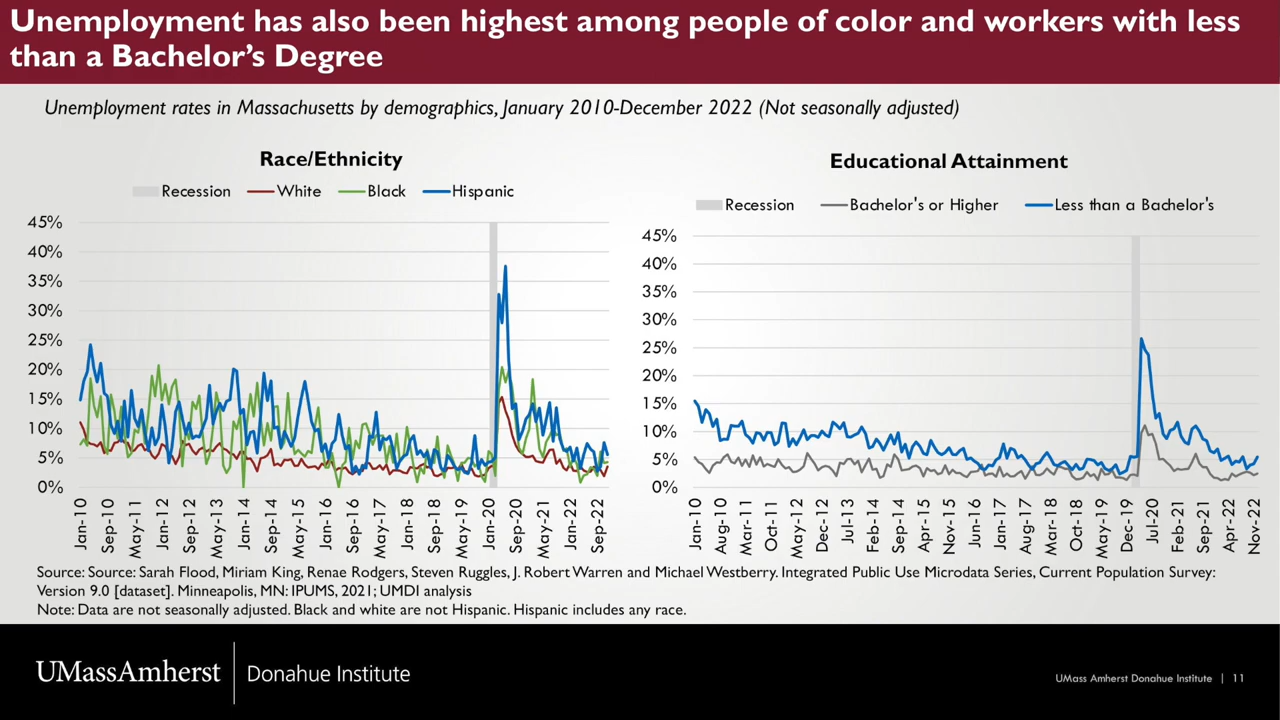 Unemployment has also been highest among people of color and workers with less
than a Bachelor's Degree
Unemployment rates in Massachusetts by demographics, January 2010-December 2022 (Not seasonally adjusted)
Race/Ethnicity
Recession White Black Hispanic
45%
40%
35%
30%
25%
20%
15%
10%
5%
0%
Jan-10
Sep-10
May-11
Jan-12
Sep-12
May-13
Jan-14
Sep-14
May-15
Jan-16
Sep-16
May-17
Jan-18
Sep-18
May-19
Jan-20
Sep-20
May-21
Jan-22
Sep-22
Educational Attainment
Recession Bachelor's or Higher Less than a Bachelor's
45%
40%
35%
30%
25%
20%
15%
10%
5%
0%
Jan-10
Aug-10
Mar-11
Oct-11
May-12
Dec-12
Jul-13
Feb-14
Sep-14
Apr-15
Nov-15
Jun-16
Jan-17
Aug-17
Mar-18
Oct-18
May-19
Dec-19
Jul-20
Feb-21
Sep-21
Apr-22
Nov-22
Source: Source: Sarah Flood, Miriam King, Renae Rodgers, Steven Ruggles, J. Robert Warren and Michael Westberry. Integrated Public Use Microdata Series, Current Population Survey:
Version 9.0 [dataset]. Minneapolis, MN: IPUMS, 2021; UMDI analysis
Note: Data are not seasonally adjusted. Black and white are not Hispanic. Hispanic includes any race.
UMassAmherst Donahue Institute
UMass Amherst Donahue Institute | 11